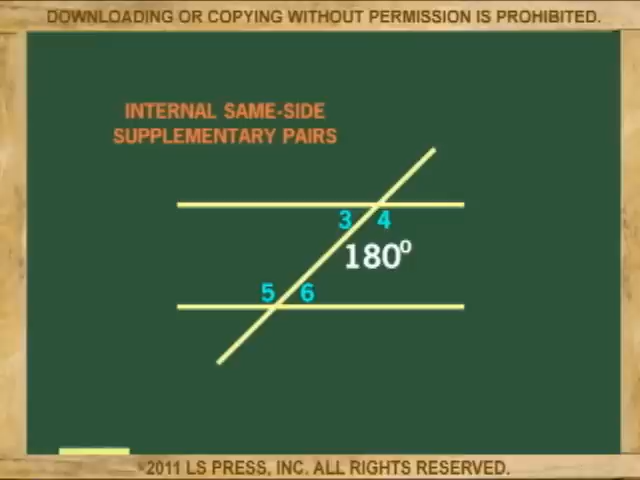 DOWNLOADING OR COPYING WITHOUT PERMISSION IS PROHIBITED.
INTERNAL SAME-SIDE
SUPPLEMENTARY PAIRS
3 4
180⁰
5 6
©2011 LS PRESS, INC. ALL RIGHTS RESERVED.